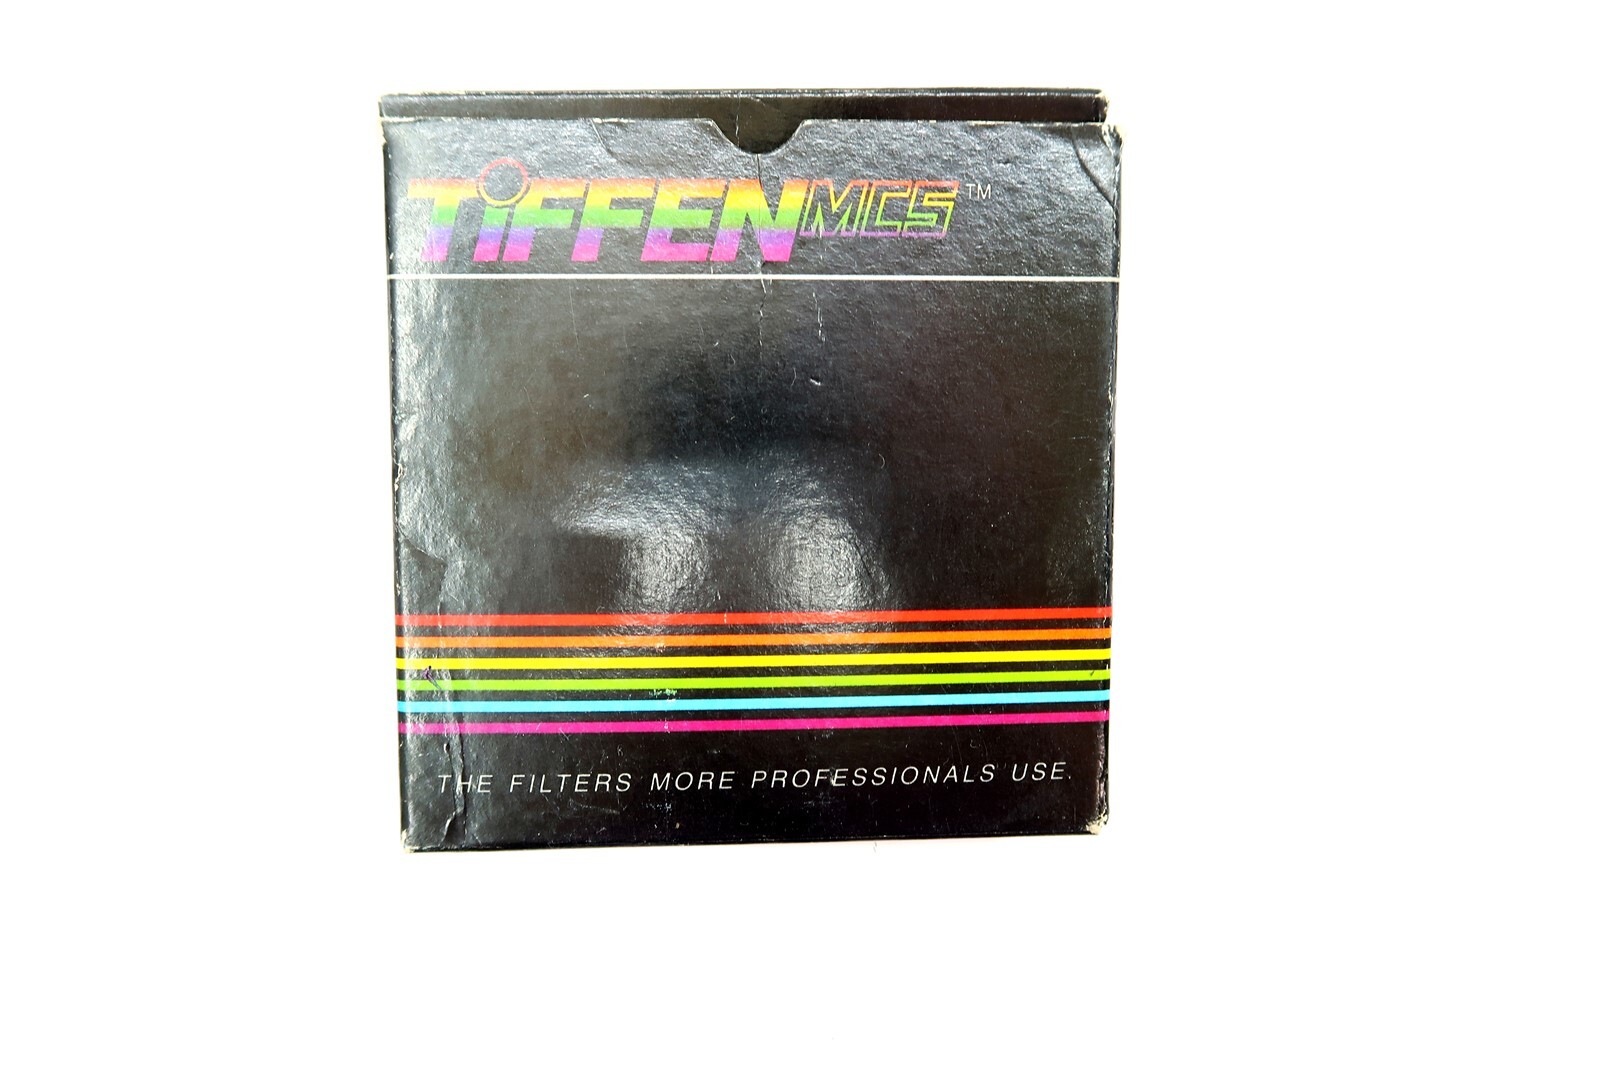 TiFFEN MCS™
THE FILTERS MORE PROFESSIONALS USE.